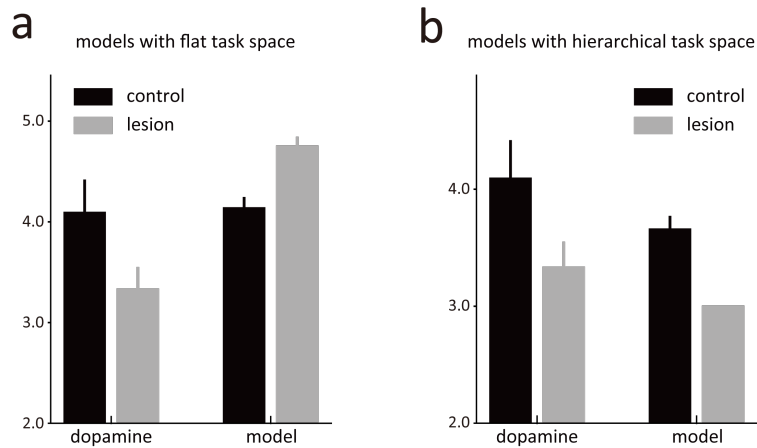 a
models with flat task space
control
lesion
5.0
4.0
3.0
2.0
dopamine model
b
models with hierarchical task space
control
lesion
4.0
3.0
2.0
dopamine model